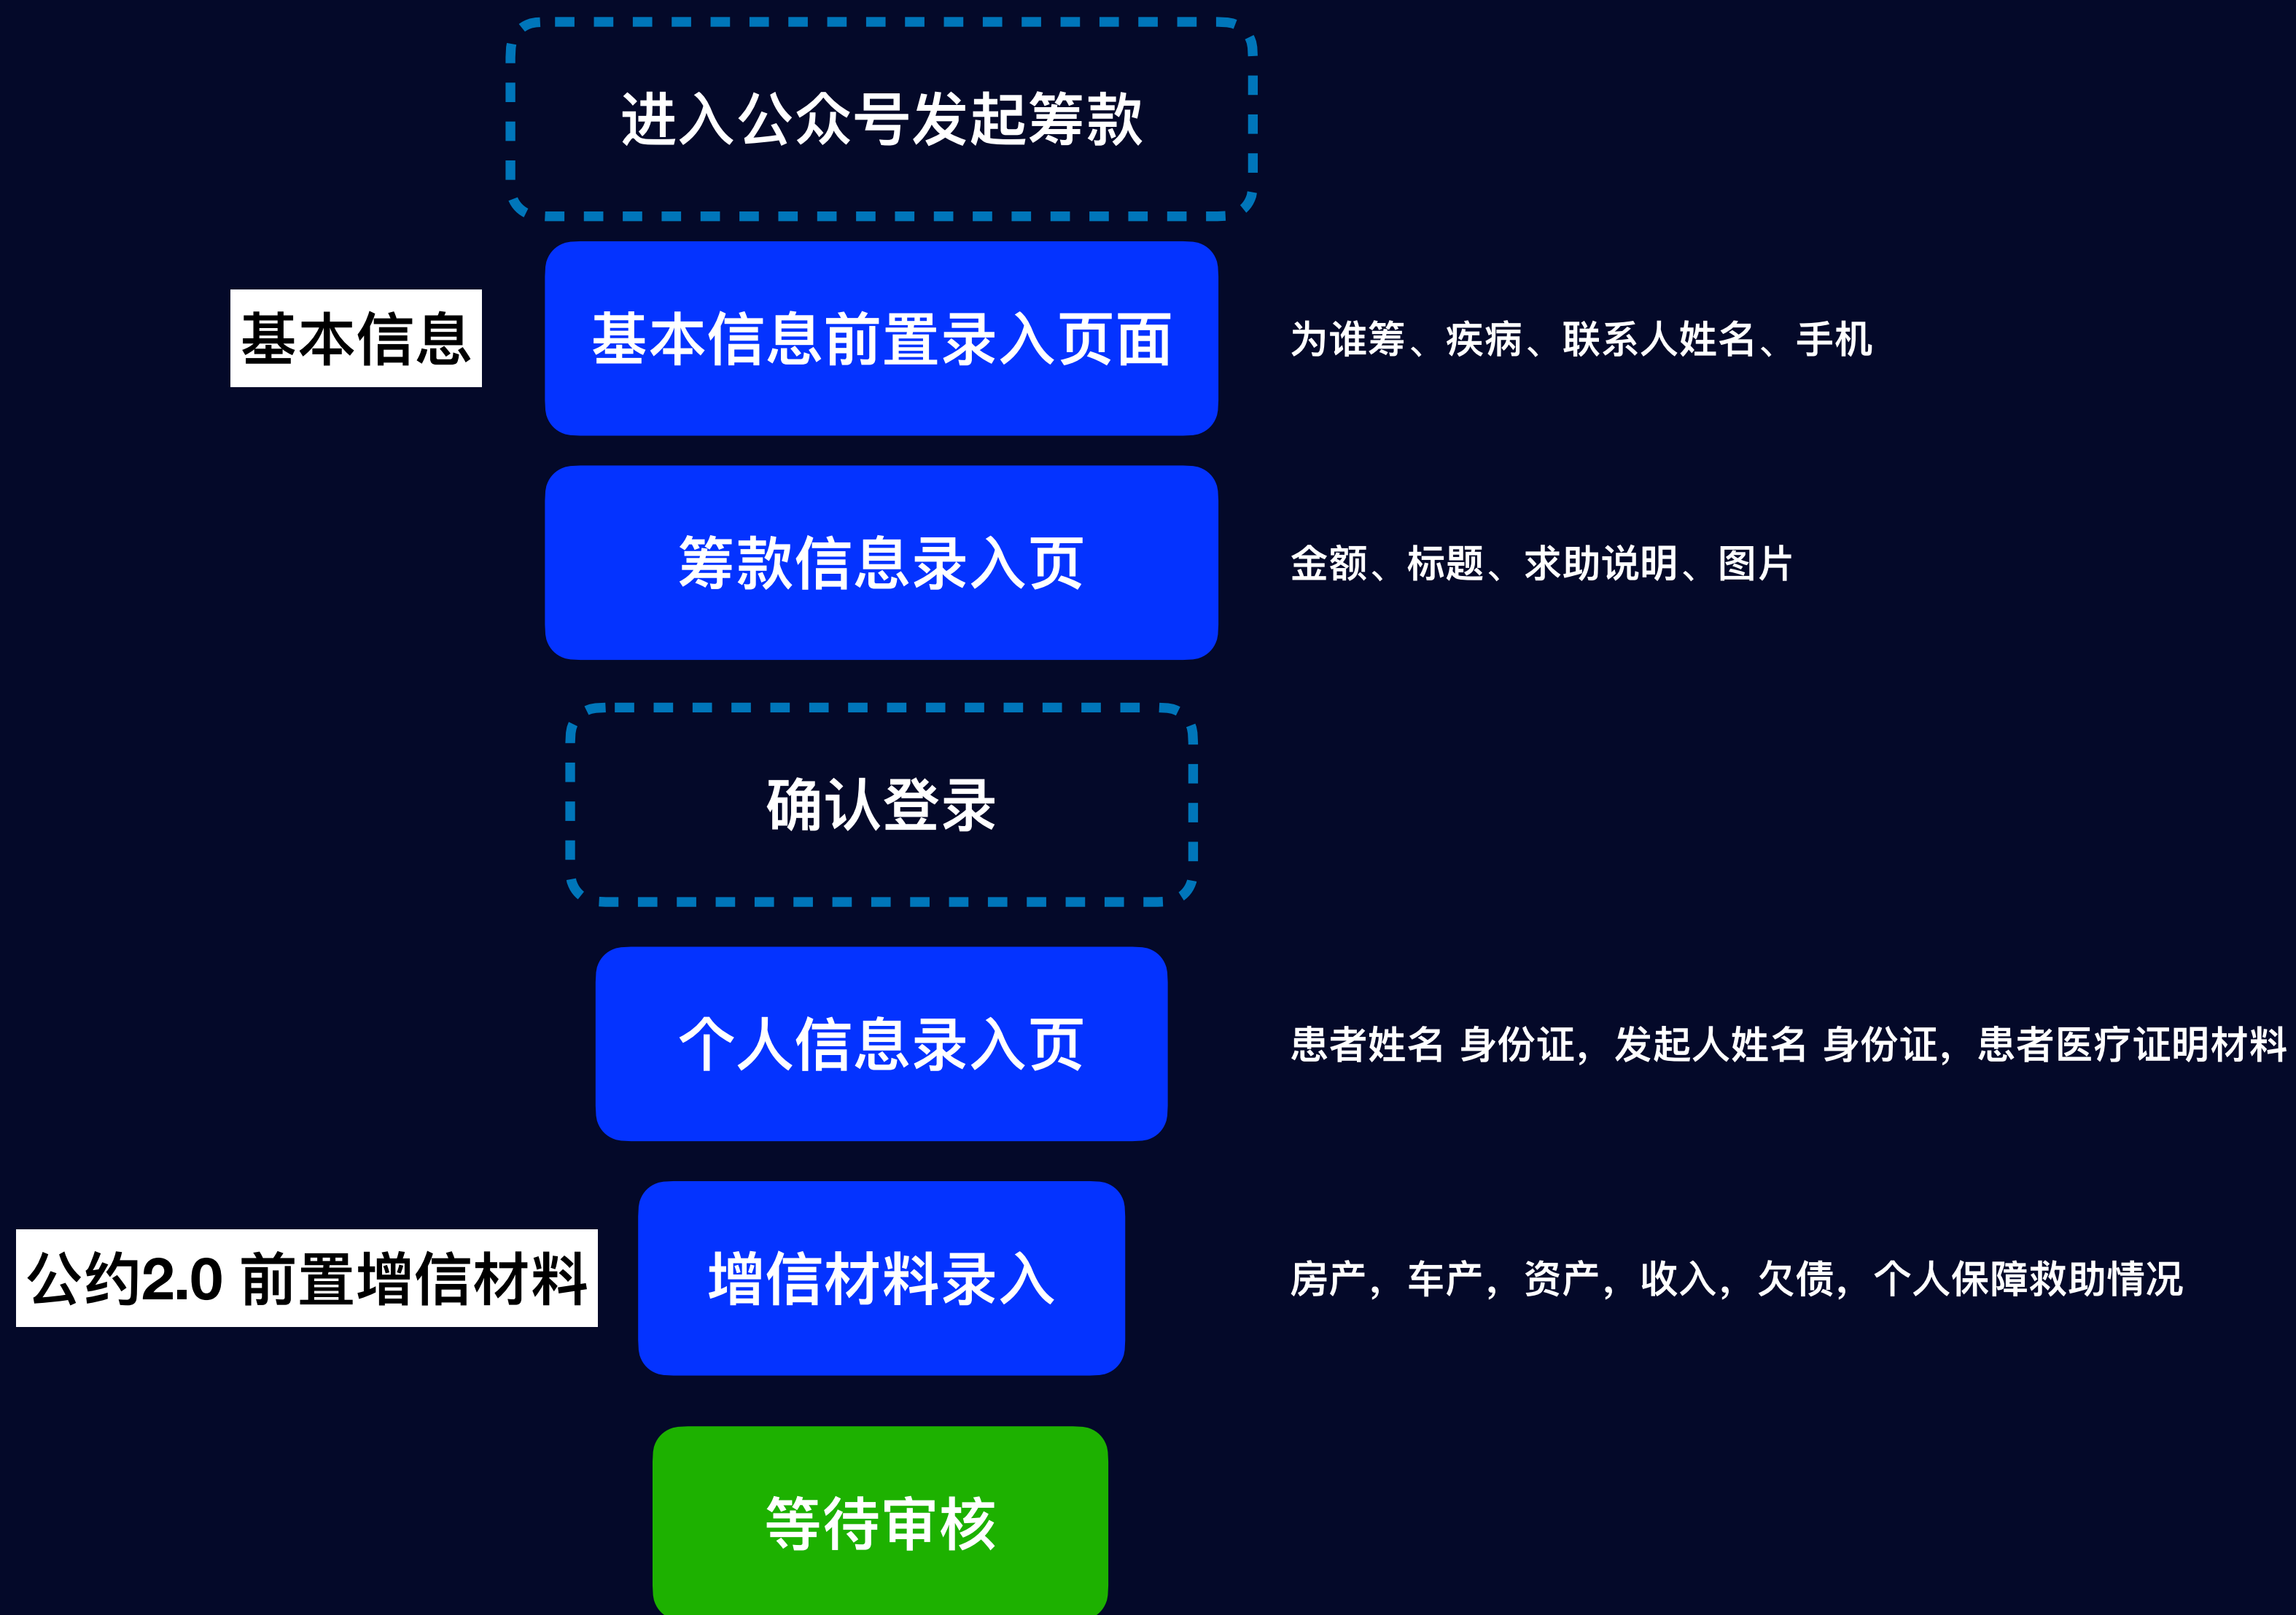 进入公众号发起筹款
基本信息
基本信息前置录入页面
为谁筹、疾病、联系人姓名、手机
筹款信息录入页
金额、标题、求助说明、图片
确认登录
个人信息录入页
患者姓名 身份证， 发起人姓名 身份证， 患者医疗证明材料
公约2.0 前置增信材料
增信材料录入
房产， 车产， 资产， 收入， 欠债， 个人保障救助情况
等待审核